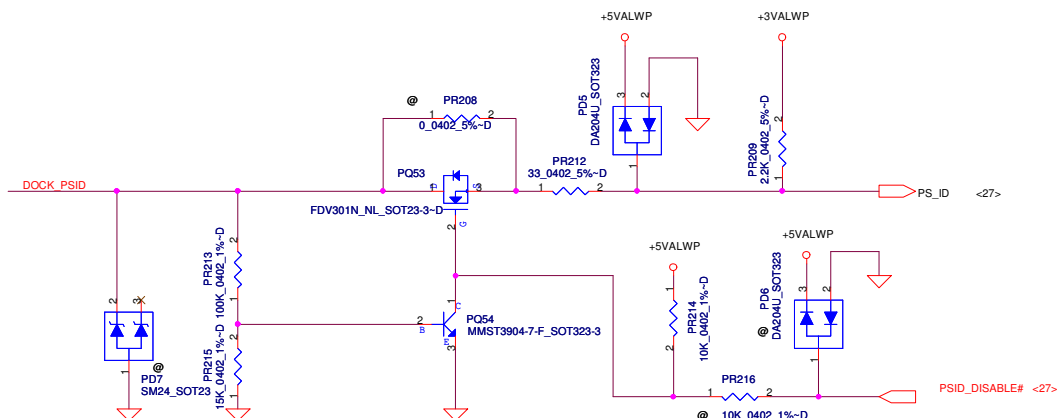 +5VALWP
+3VALWP
@
PR208
1
2
0_0402_5%~D
PD5
DA204U_SOT323
3
2
1
PR209
2.2K_0402_5%~D
2
1
DOCK_PSID
PQ53
1
D
S
3
G
2
FDV301N_NL_SOT23-3~D
PR212
33_0402_5%~D
1
2
PS_ID
<27>
PR213
100K_0402_1%~D
2
1
+5VALWP
+5VALWP
PR214
10K_0402_1%~D
1
2
PD6
@
DA204U_SOT323
3
2
1
2
3
1
@
PD7
SM24_SOT23
PR215
15K_0402_1%~D
2
1
2
B
1
C
E
3
PQ54
MMST3904-7-F_SOT323-3
PR216
1
2
@
10K_0402_1%~D
PSID_DISABLE#
<27>